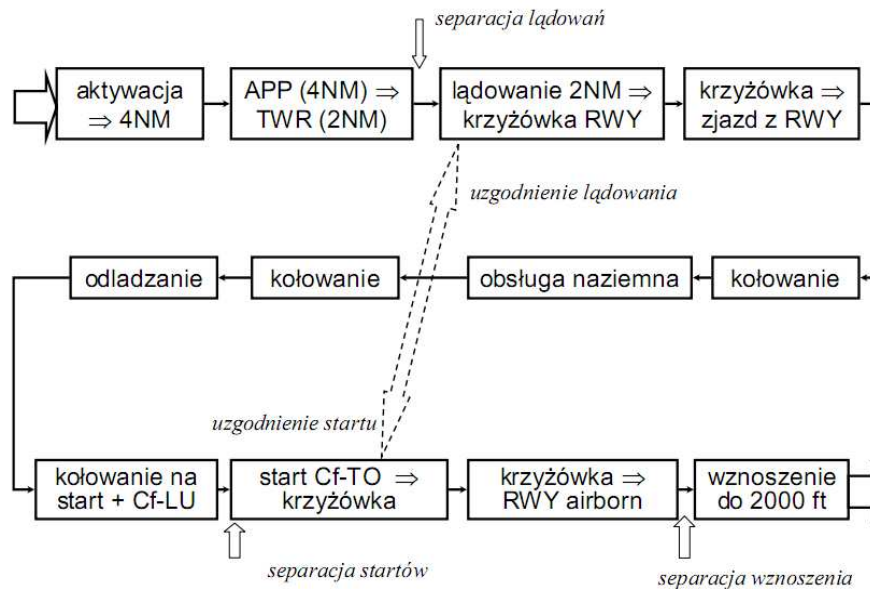 separacja lądowań
aktywacja
⇒ 4NM
APP (4NM) ⇒
TWR (2NM)
lądowanie 2NM ⇒
krzyżówka RWY
krzyżówka ⇒
zjazd z RWY
uzgodnienie lądowania
odladzanie
kołowanie
obsługa naziemna
kołowanie
uzgodnienie startu
kołowanie na
start + Cf-LU
start Cf-TO ⇒
krzyżówka
krzyżówka ⇒
RWY airborn
wznoszenie
do 2000 ft
separacja startów
separacja wznoszenia